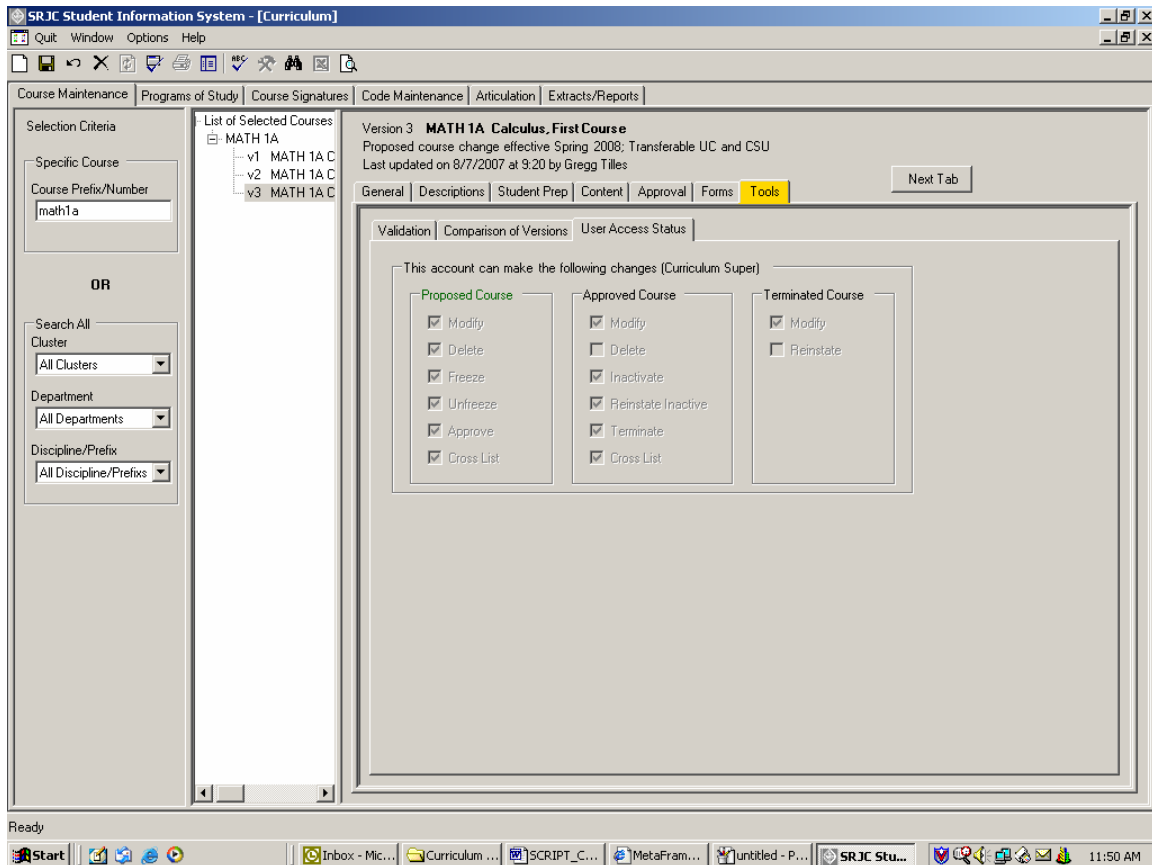 SRJC Student Information System - [Curriculum]
Quit Window Options Help
ABC
Course Maintenance Programs of Study Course Signatures Code Maintenance Articulation Extracts/Reports
Selection Criteria
Specific Course
Course Prefix/Number
math1a
OR
Search All
Cluster
All Clusters
Department
All Departments
Discipline/Prefix
All Discipline/Prefixs
List of Selected Courses
MATH 1A
v1 MATH 1A C
v2 MATH 1A C
v3 MATH 1A C
Version 3 MATH 1A Calculus, First Course
Proposed course change effective Spring 2008; Transferable UC and CSU
Last updated on 8/7/2007 at 9:20 by Gregg Tilles
Next Tab
General Descriptions Student Prep Content Approval Forms Tools
Validation Comparison of Versions User Access Status
This account can make the following changes (Curriculum Super)
Proposed Course
Modify
Delete
Freeze
Unfreeze
Approve
Cross List
Approved Course
Modify
Delete
Inactivate
Reinstate Inactive
Terminate
Cross List
Terminated Course
Modify
Reinstate
Ready
Start Inbox - Mic... Curriculum ... SCRIPT_C... MetaFram... untitled - P... SRJC Stu... 11:50 AM